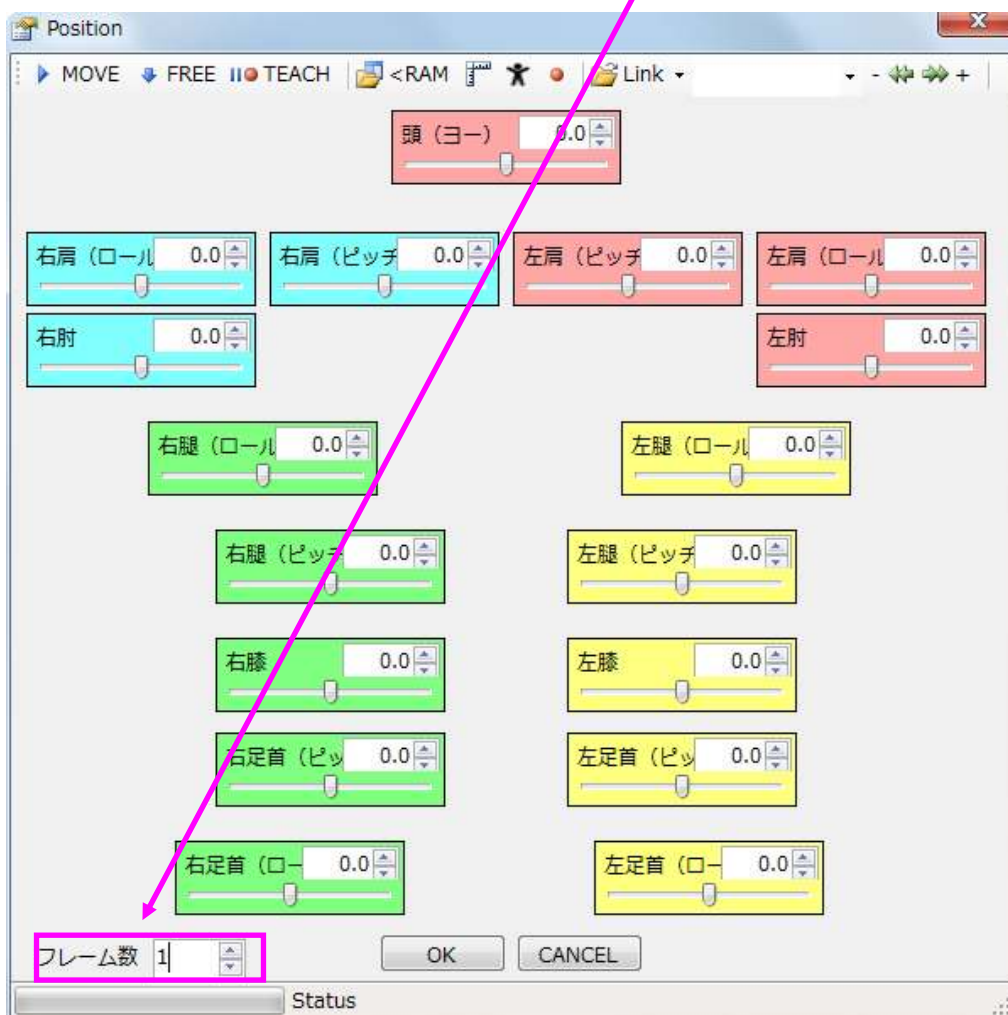 Position
MOVE FREE TEACH <RAM Link - +
頭（ヨー） 0.0
右肩（ロール 0.0 右肩（ピッチ 0.0 左肩（ピッチ 0.0 左肩（ロール 0.0
右肘 0.0 左肘 0.0
右腿（ロール 0.0 左腿（ロール 0.0
右腿（ピッチ 0.0 左腿（ピッチ 0.0
右膝 0.0 左膝 0.0
右足首（ピッ 0.0 左足首（ピッ 0.0
右足首（ロー 0.0 左足首（ロー 0.0
フレーム数 1 OK CANCEL
Status